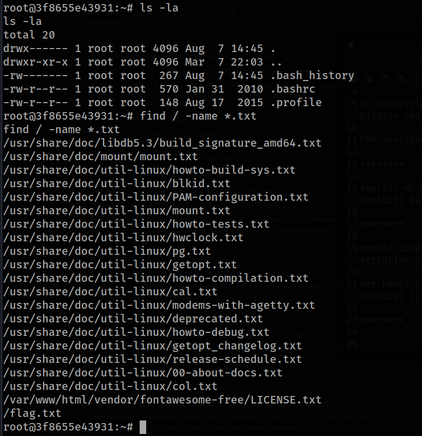 root@3f8655e43931:~# ls -la
ls -la
total 20
drwx------ 1 root root 4096 Aug  7 14:45 .
drwxr-xr-x 1 root root 4096 Mar  7 22:03 ..
-rw------- 1 root root  267 Aug  7 14:45 .bash_history
-rw-r--r-- 1 root root  570 Jan 31  2010 .bashrc
-rw-r--r-- 1 root root  148 Aug 17  2015 .profile
root@3f8655e43931:~# find / -name *.txt
find / -name *.txt
/usr/share/doc/libdb5.3/build_signature_amd64.txt
/usr/share/doc/mount/mount.txt
/usr/share/doc/util-linux/howto-build-sys.txt
/usr/share/doc/util-linux/blkid.txt
/usr/share/doc/util-linux/PAM-configuration.txt
/usr/share/doc/util-linux/mount.txt
/usr/share/doc/util-linux/howto-tests.txt
/usr/share/doc/util-linux/hwclock.txt
/usr/share/doc/util-linux/pg.txt
/usr/share/doc/util-linux/getopt.txt
/usr/share/doc/util-linux/howto-compilation.txt
/usr/share/doc/util-linux/cal.txt
/usr/share/doc/util-linux/modems-with-agetty.txt
/usr/share/doc/util-linux/deprecated.txt
/usr/share/doc/util-linux/howto-debug.txt
/usr/share/doc/util-linux/getopt_changelog.txt
/usr/share/doc/util-linux/release-schedule.txt
/usr/share/doc/util-linux/00-about-docs.txt
/usr/share/doc/util-linux/col.txt
/var/www/html/vendor/fontawesome-free/LICENSE.txt
/flag.txt
root@3f8655e43931:~#